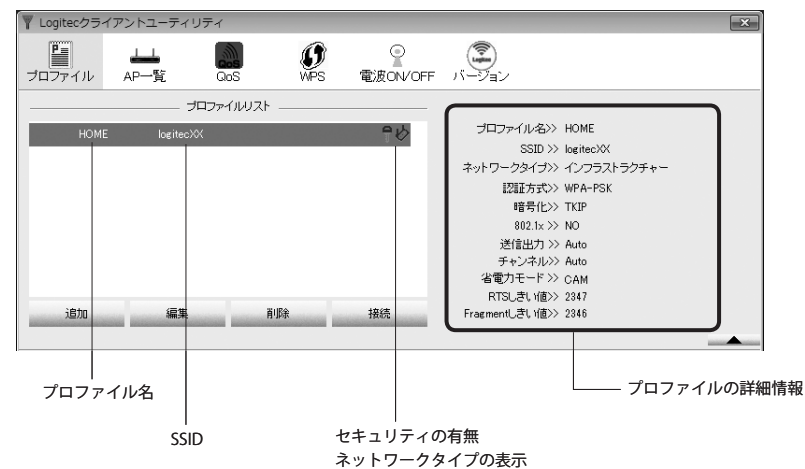 Logitecクライアントユーティリティ
プロファイル AP一覧 QoS WPS 電波ON/OFF バージョン
プロファイルリスト
HOME logitecXX
追加 編集 削除 接続
プロファイル名>> HOME
SSID >> logitecXX
ネットワークタイプ>> インフラストラクチャー
認証方式>> WPA-PSK
暗号化>> TKIP
802.1x >> NO
送信出力 >> Auto
チャンネル>> Auto
省電力モード >> CAM
RTSしきい値>> 2347
Fragmentしきい値>> 2346
プロファイル名
SSID
セキュリティの有無
ネットワークタイプの表示
プロファイルの詳細情報